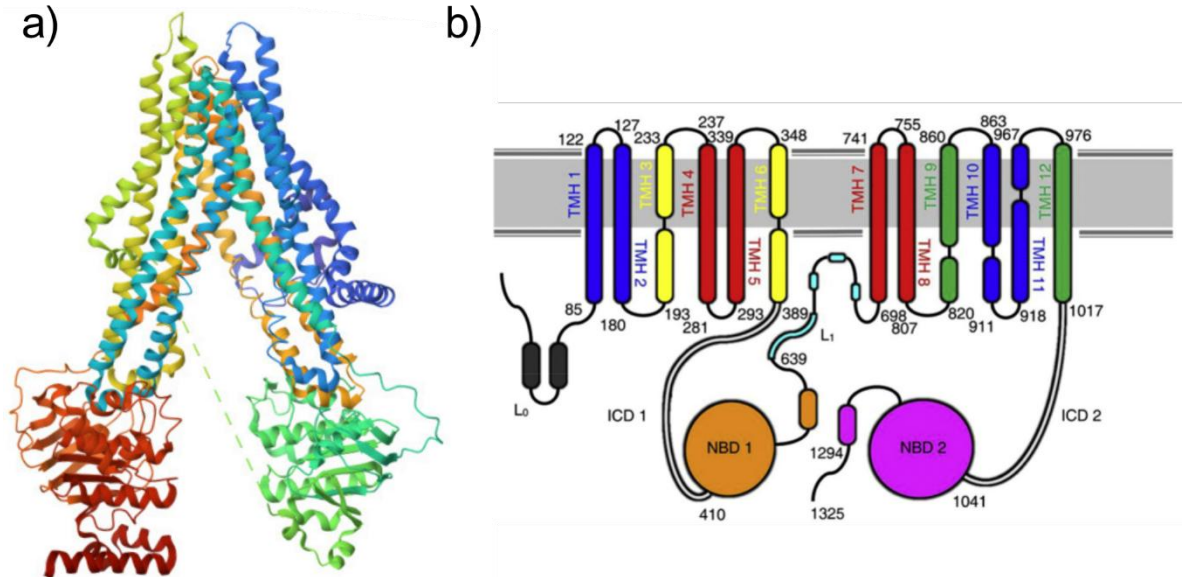 a)
b)
122
127
233
237
339
348
741
755
860
863
967
976
TMH 1
TMH 2
TMH 3
TMH 4
TMH 5
TMH 6
TMH 7
TMH 8
TMH 9
TMH 10
TMH 11
TMH 12
85
180
193
281
293
389
698
807
820
911
918
1017
L0
L1
639
ICD 1
ICD 2
NBD 1
NBD 2
1294
410
1325
1041